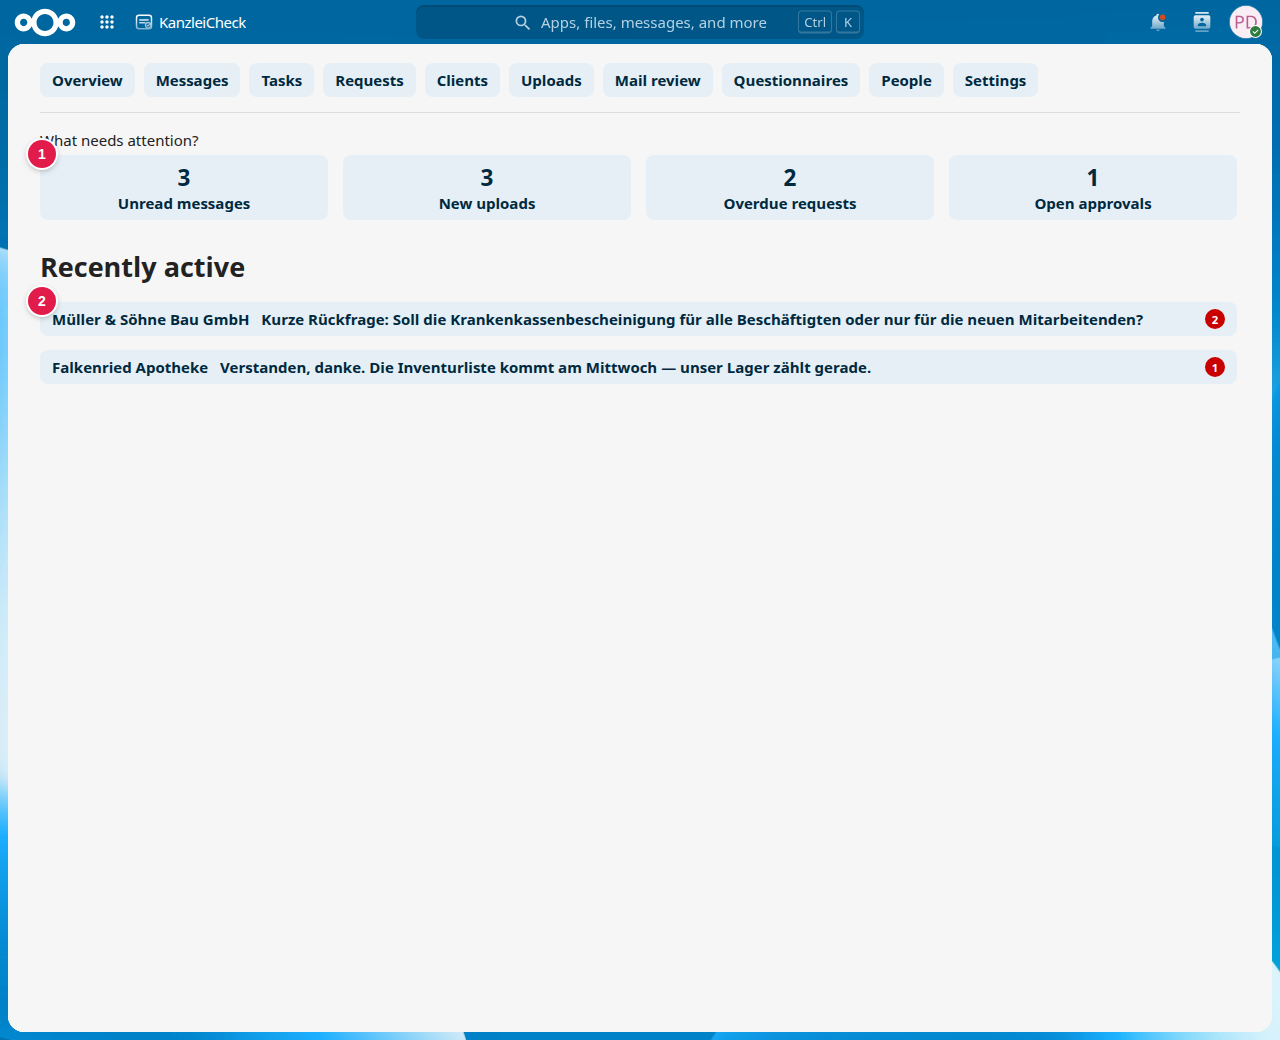 KanzleiCheck
Apps, files, messages, and more
Ctrl K
PD
Overview Messages Tasks Requests Clients Uploads Mail review Questionnaires People Settings
What needs attention?
1
3 3 2 1
Unread messages New uploads Overdue requests Open approvals
Recently active
2
Müller & Söhne Bau GmbH Kurze Rückfrage: Soll die Krankenkassenbescheinigung für alle Beschäftigten oder nur für die neuen Mitarbeitenden? 2
Falkenried Apotheke Verstanden, danke. Die Inventurliste kommt am Mittwoch — unser Lager zählt gerade. 1